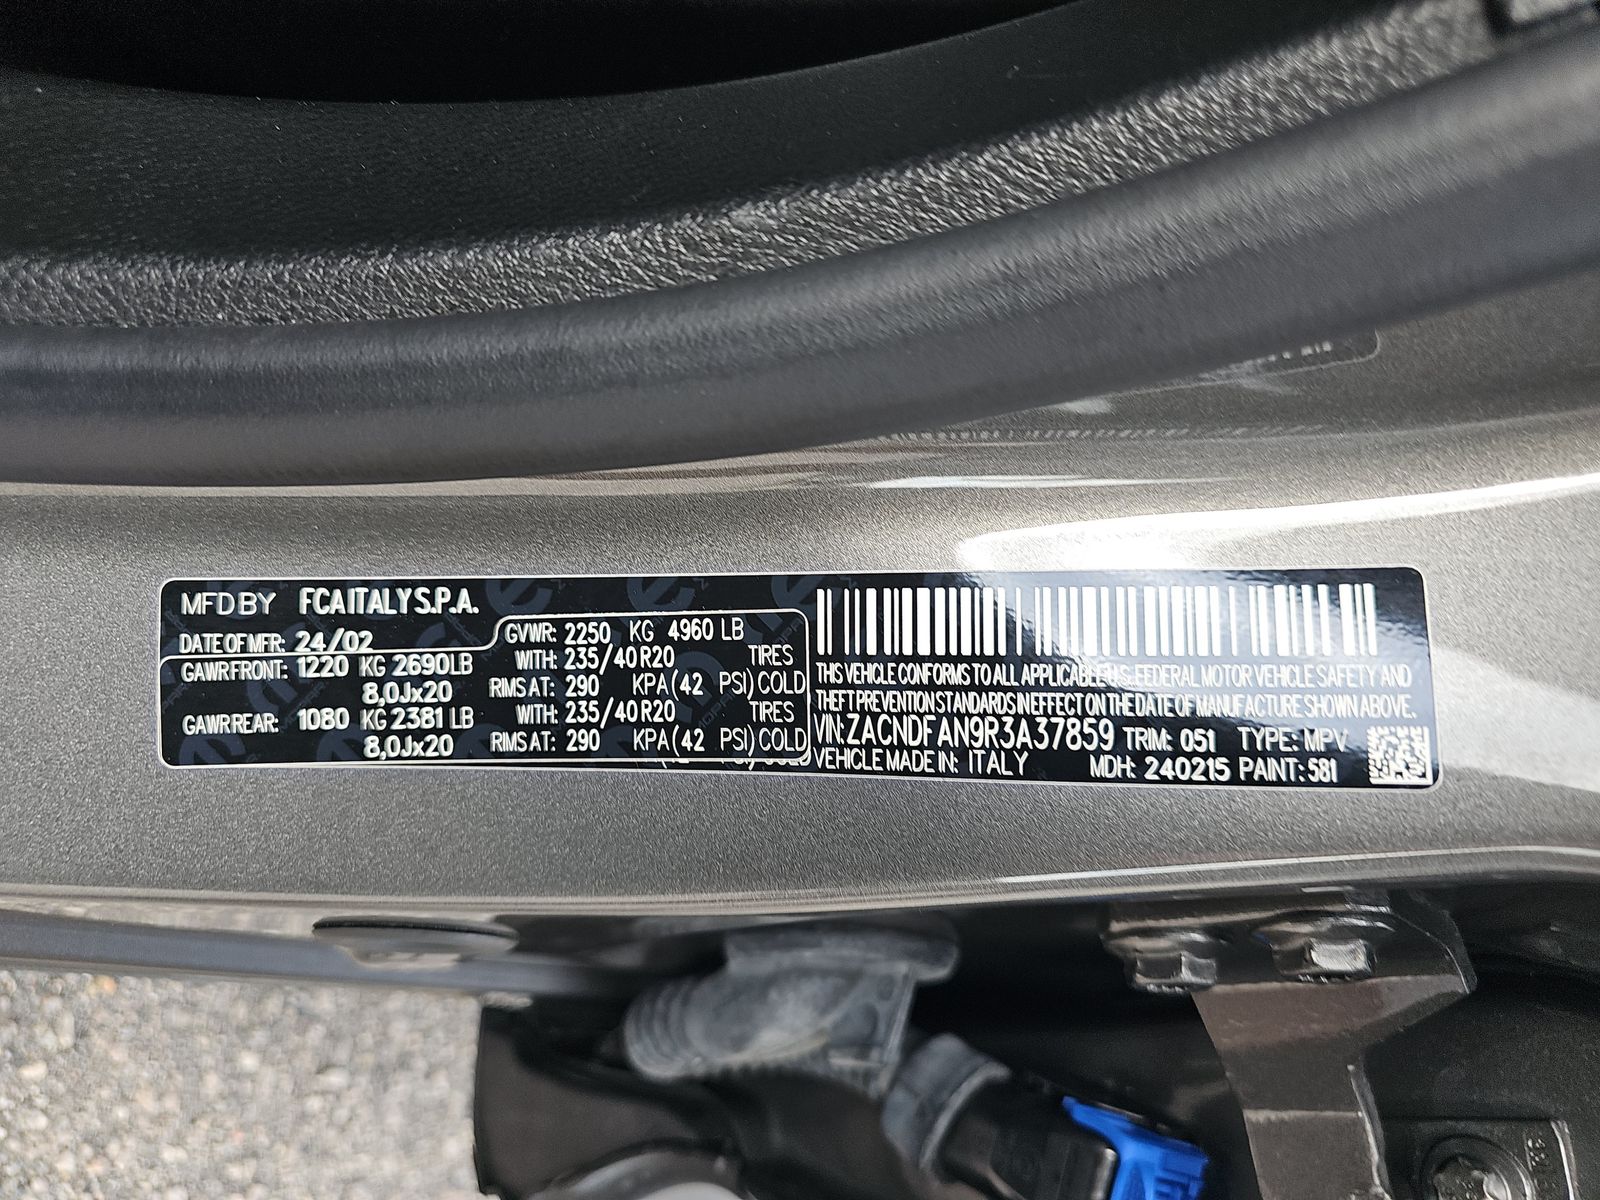 MFD BY FCA ITALY S.P.A.
DATE OF MFR: 24/02
GVWR: 2250 KG 4960 LB
GAWR FRONT: 1220 KG 2690LB WITH: 235/40R20 TIRES
8,0Jx20 RIMS AT: 290 KPA(42 PSI)COLD
GAWR REAR: 1080 KG 2381 LB WITH: 235/40R20 TIRES
8,0Jx20 RIMS AT: 290 KPA(42 PSI)COLD
THIS VEHICLE CONFORMS TO ALL APPLICABLE U.S. FEDERAL MOTOR VEHICLE SAFETY AND
THEFT PREVENTION STANDARDS IN EFFECT ON THE DATE OF MANUFACTURE SHOWN ABOVE.
VIN:ZACNDFAN9R3A37859 TRIM: 051 TYPE: MPV
VEHICLE MADE IN: ITALY MDH: 240215 PAINT: 581